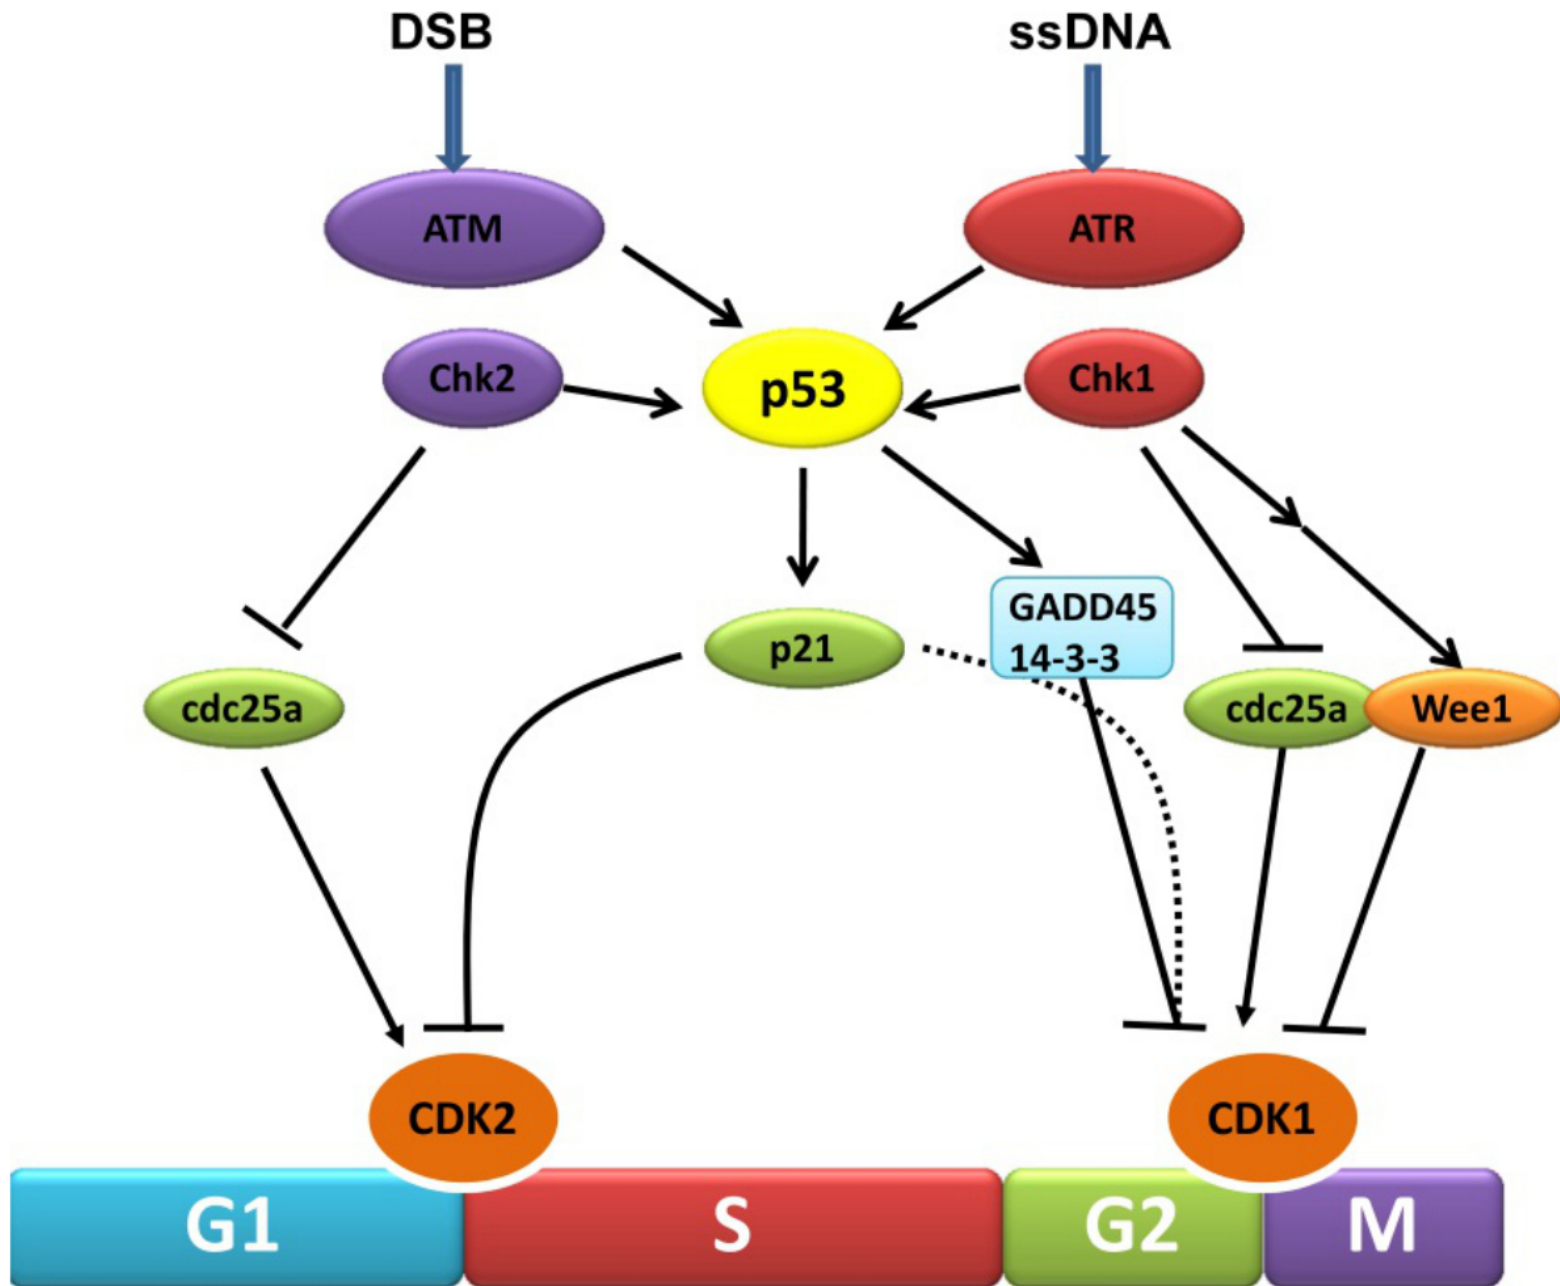 DSB
ssDNA
ATM
ATR
Chk2
p53
Chk1
GADD45
14-3-3
p21
cdc25a
cdc25a
Wee1
CDK2
CDK1
G1
S
G2
M